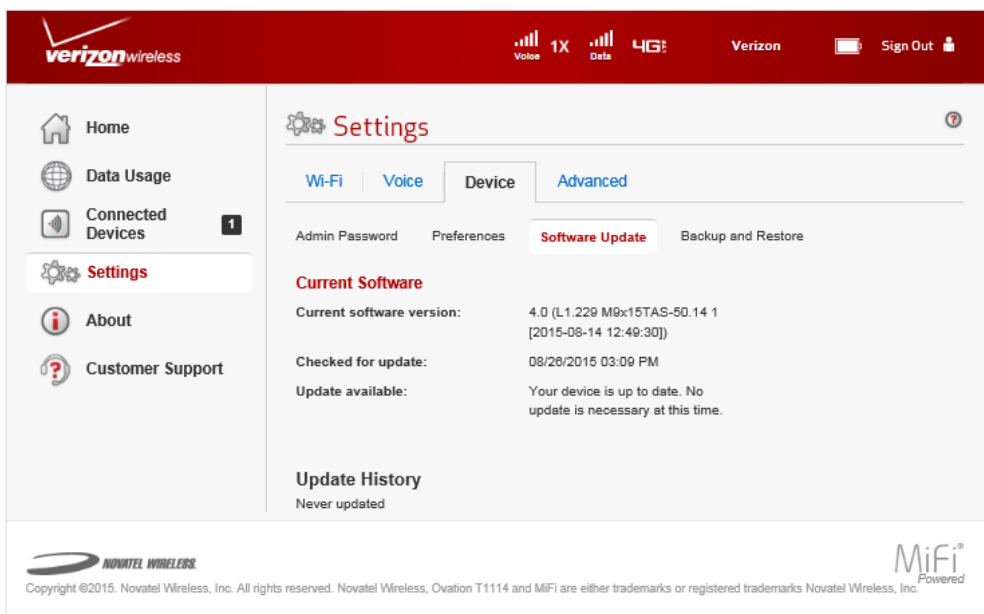 verizonwireless
Voice 1X Data 4G Verizon Sign Out
Home
Data Usage
Connected
Devices
1
Settings
About
Customer Support
Settings
Wi-Fi Voice Device Advanced
Admin Password Preferences Software Update Backup and Restore
Current Software
Current software version: 4.0 (L1.229 M9x15TAS-50.14 1
[2015-08-14 12:49:30])
Checked for update: 08/26/2015 03:09 PM
Update available: Your device is up to date. No
update is necessary at this time.
Update History
Never updated
NOVATEL WIRELESS.
MiFi®
Powered
Copyright ©2015. Novatel Wireless, Inc. All rights reserved. Novatel Wireless, Ovation T1114 and MiFi are either trademarks or registered trademarks Novatel Wireless, Inc.